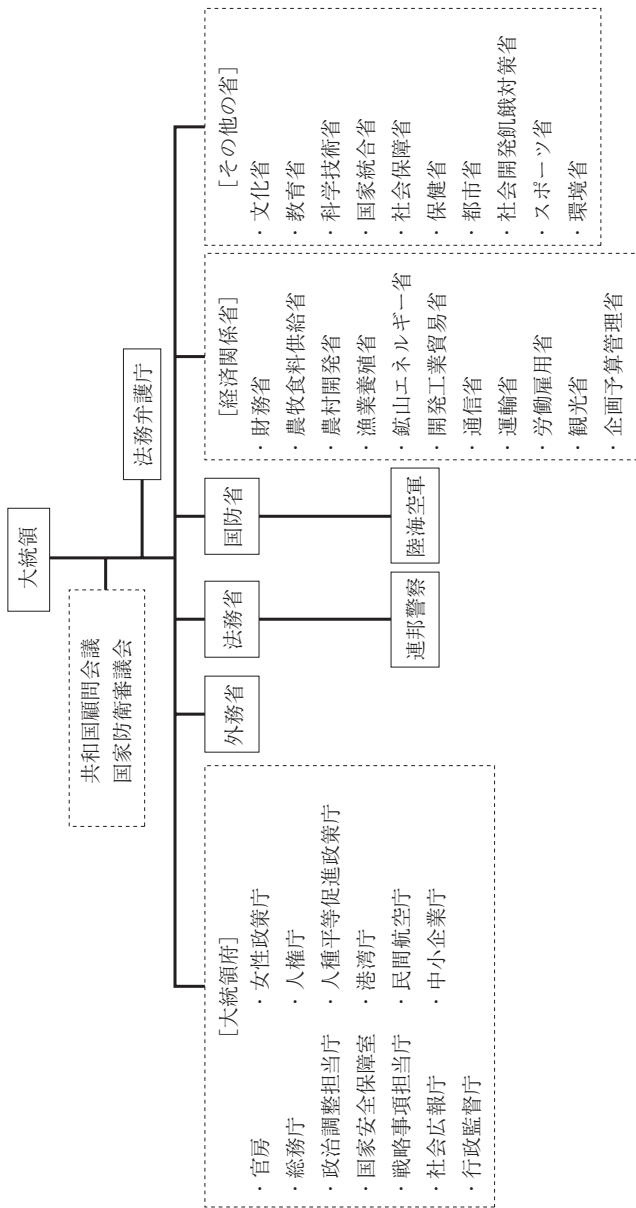 大統領
共和国顧問会議
国家防衛審議会
法務弁護庁
[大統領府]
・官房
・総務庁
・政治調整担当庁
・国家安全保障室
・戦略事項担当庁
・社会広報庁
・行政監督庁
・女性政策庁
・人権庁
・人種平等促進政策庁
・港湾庁
・民間航空庁
・中小企業庁
外務省
法務省
連邦警察
国防省
陸海空軍
[経済関係省]
・財務省
・農牧食料供給省
・農村開発省
・漁業養殖省
・鉱山エネルギー省
・開発工業貿易省
・通信省
・運輸省
・労働雇用省
・観光省
・企画予算管理省
[その他の省]
・文化省
・教育省
・科学技術省
・国家統合省
・社会保障省
・保健省
・都市省
・社会開発飢餓対策省
・スポーツ省
・環境省